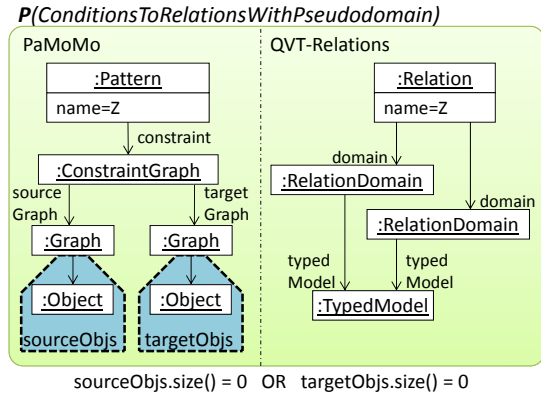 P(ConditionsToRelationsWithPseudodomain)
PaMoMo
QVT-Relations
:Pattern
name=Z
constraint
:ConstraintGraph
source
Graph
target
Graph
:Graph
:Graph
:Object
:Object
sourceObjs
targetObjs
:Relation
name=Z
domain
:RelationDomain
domain
:RelationDomain
typed
Model
typed
Model
:TypedModel
sourceObjs.size() = 0 OR targetObjs.size() = 0